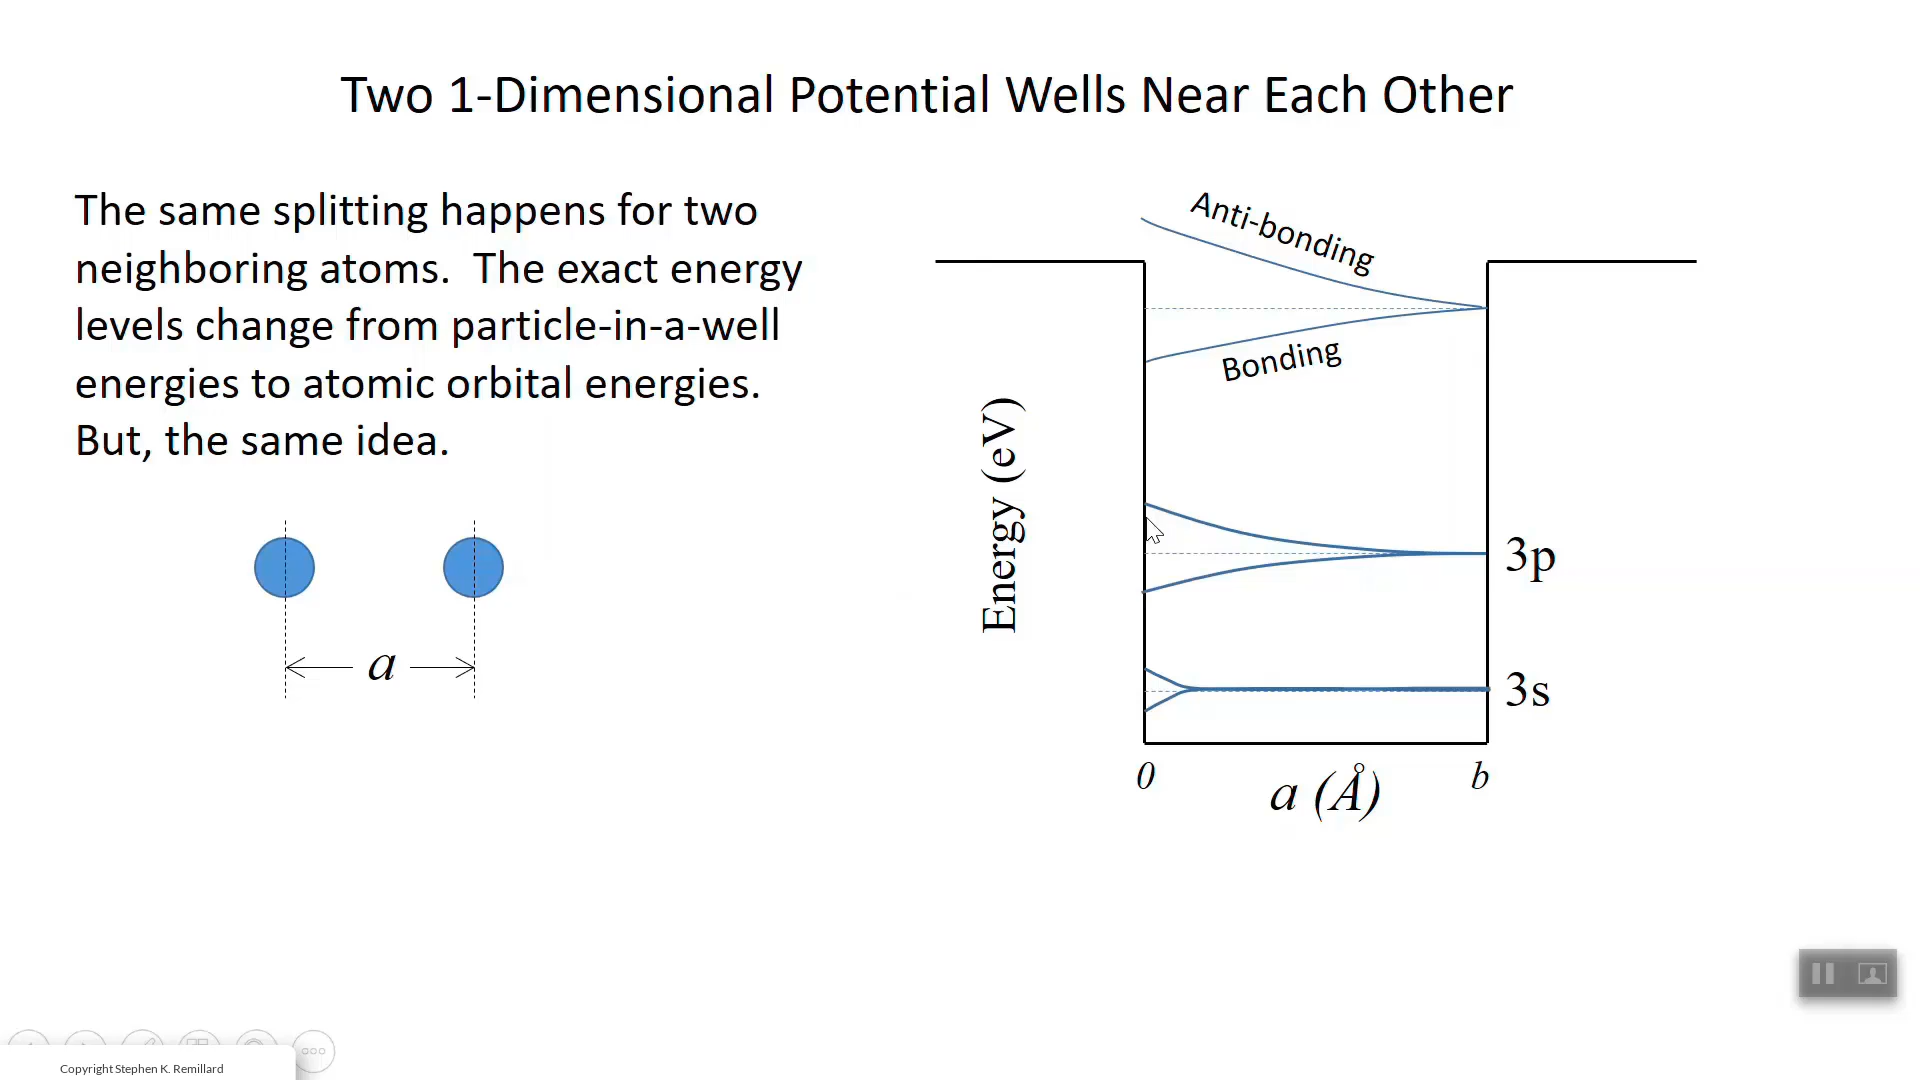 Two 1-Dimensional Potential Wells Near Each Other
The same splitting happens for two
neighboring atoms.  The exact energy
levels change from particle-in-a-well
energies to atomic orbital energies.
But, the same idea.
a
Anti-bonding
Bonding
Energy (eV)
3p
3s
0
b
a (Å)
Copyright Stephen K. Remillard